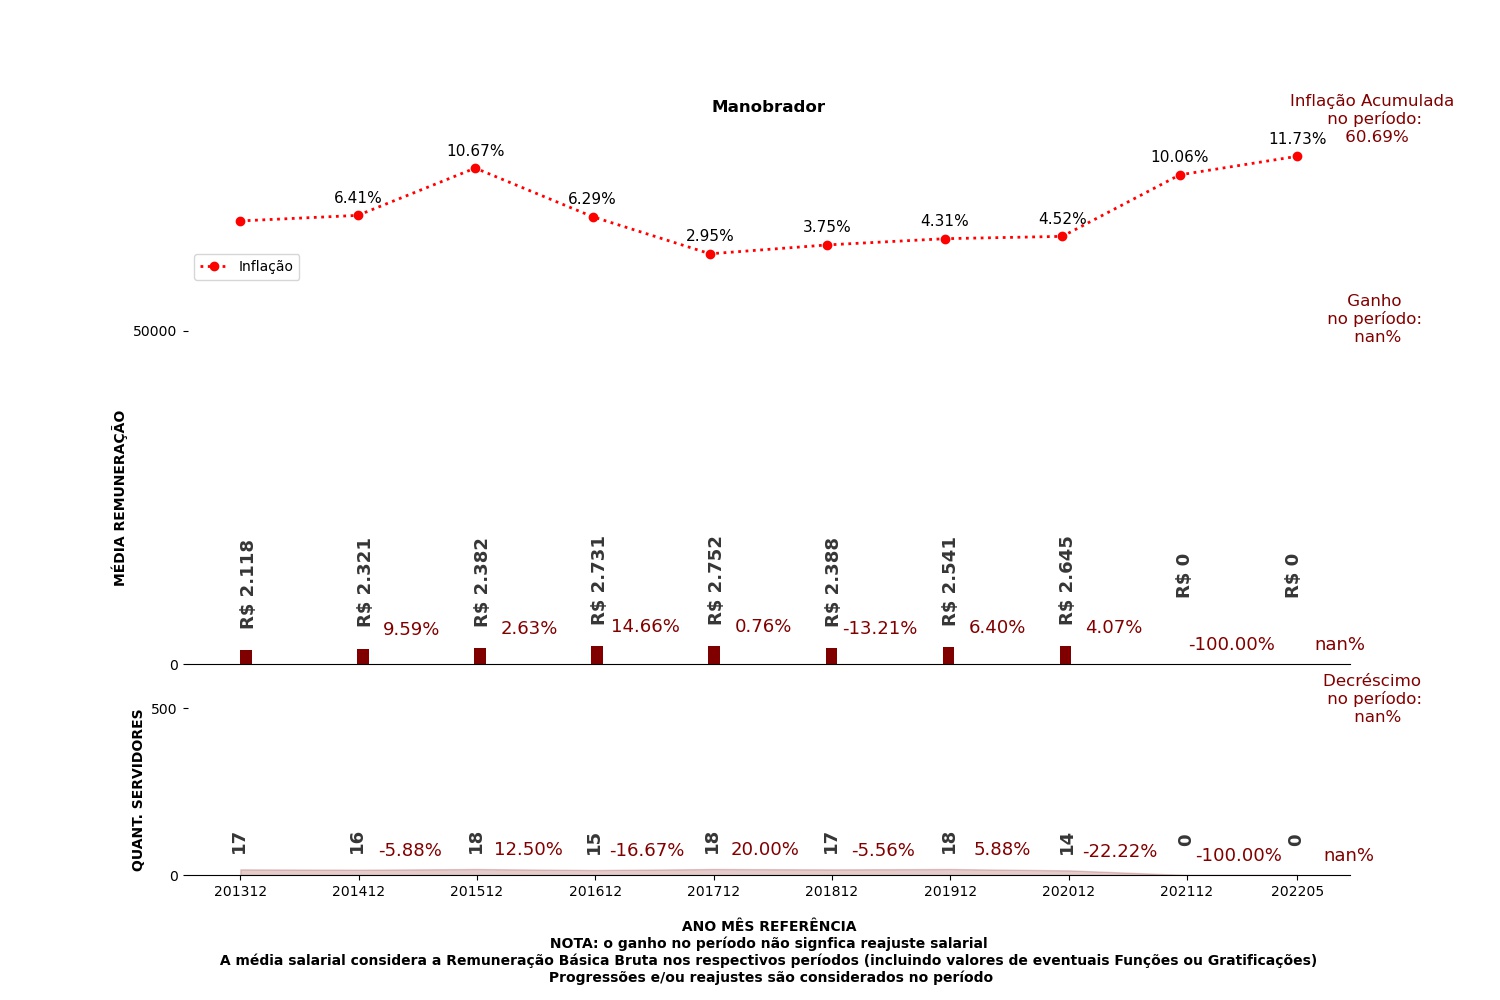 Manobrador
Inflação Acumulada
no período:
60.69%
6.41%
10.67%
6.29%
2.95%
3.75%
4.31%
4.52%
10.06%
11.73%
Inflação
Ganho
no período:
nan%
50000
0
MÉDIA REMUNERAÇÃO
R$ 2.118
R$ 2.321
R$ 2.382
R$ 2.731
R$ 2.752
R$ 2.388
R$ 2.541
R$ 2.645
R$ 0
R$ 0
9.59%
2.63%
14.66%
0.76%
-13.21%
6.40%
4.07%
-100.00%
nan%
Decréscimo
no período:
nan%
500
0
QUANT. SERVIDORES
17
16
18
15
18
17
18
14
0
0
-5.88%
12.50%
-16.67%
20.00%
-5.56%
5.88%
-22.22%
-100.00%
nan%
201312
201412
201512
201612
201712
201812
201912
202012
202112
202205
ANO MÊS REFERÊNCIA
NOTA: o ganho no período não signfica reajuste salarial
A média salarial considera a Remuneração Básica Bruta nos respectivos períodos (incluindo valores de eventuais Funções ou Gratificações)
Progressões e/ou reajustes são considerados no período